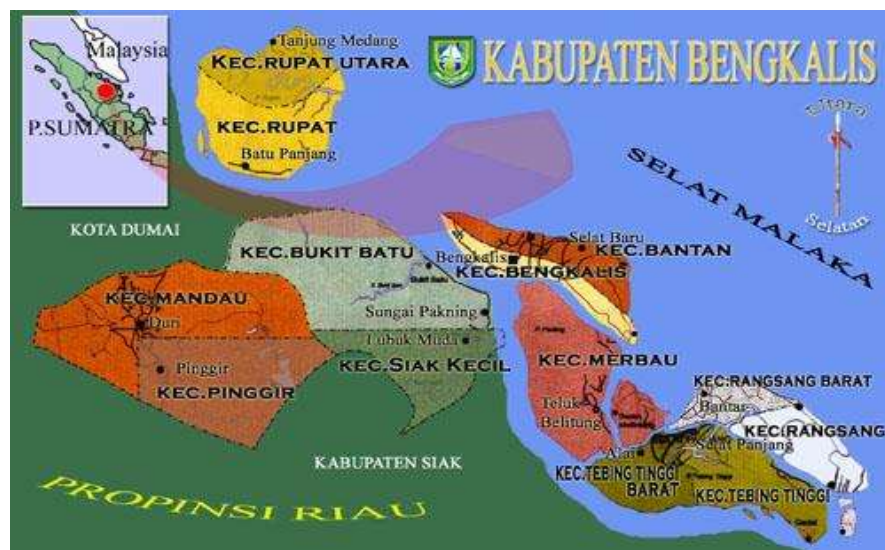 Malaysia
P.SUMATRA
Tanjung Medang
KEC.RUPAT UTARA
KEC.RUPAT
Batu Panjang
KABUPATEN BENGKALIS
Utara
Selatan
SELAT MALAKA
KOTA DUMAI
KEC.BUKIT BATU
Bengkalis
Selat Baru
KEC.BANTAN
KEC.BENGKALIS
Bukit Batu
KEC.MANDAU
Duri
Sungai Pakning
Lubuk Muda
KEC.SIAK KECIL
Pinggir
KEC.PINGGIR
KEC.MERBAU
Teluk
Belitung
KEC.RANGSANG BARAT
Bantar
KEC.RANGSANG
Selat Panjang
Alai
KEC.TEBING TINGGI
BARAT
KEC.TEBING TINGGI
KABUPATEN SIAK
PROPINSI RIAU